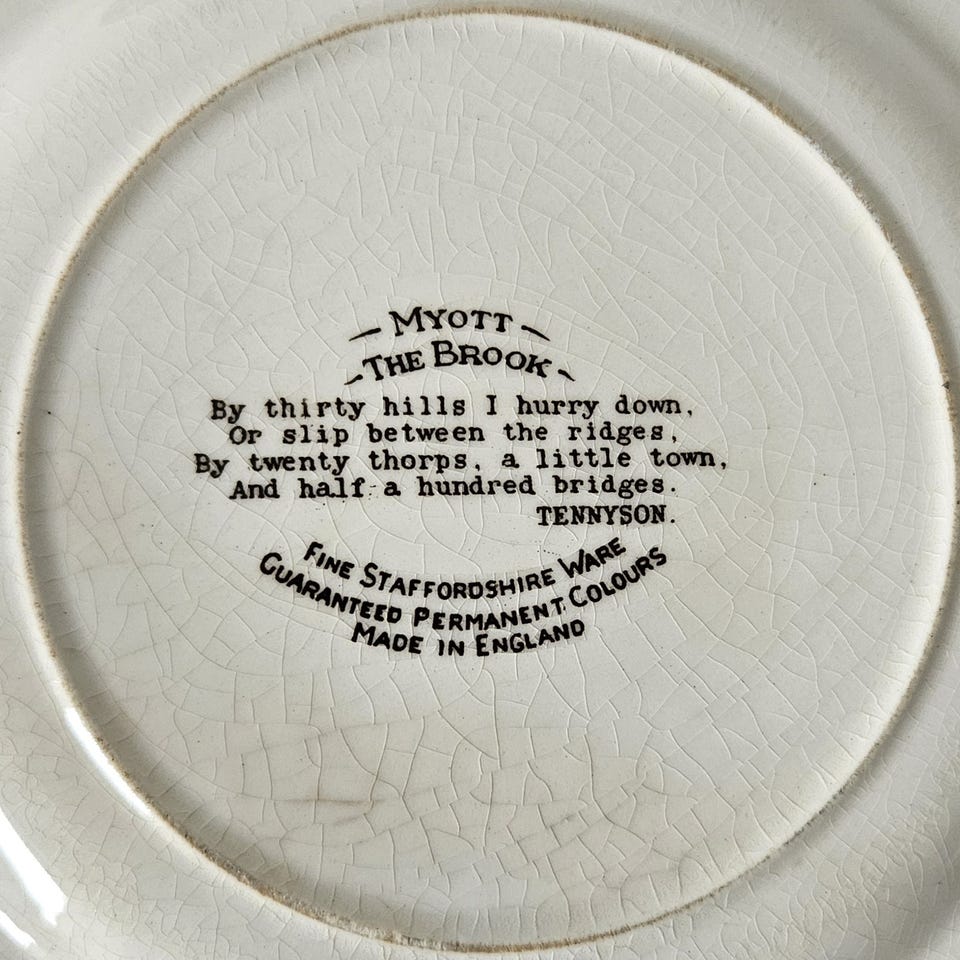 MYOTT
THE BROOK
By thirty hills I hurry down,
Or slip between the ridges,
By twenty thorps, a little town,
And half a hundred bridges.
TENNYSON.
FINE STAFFORDSHIRE WARE
GUARANTEED PERMANENT COLOURS
MADE IN ENGLAND